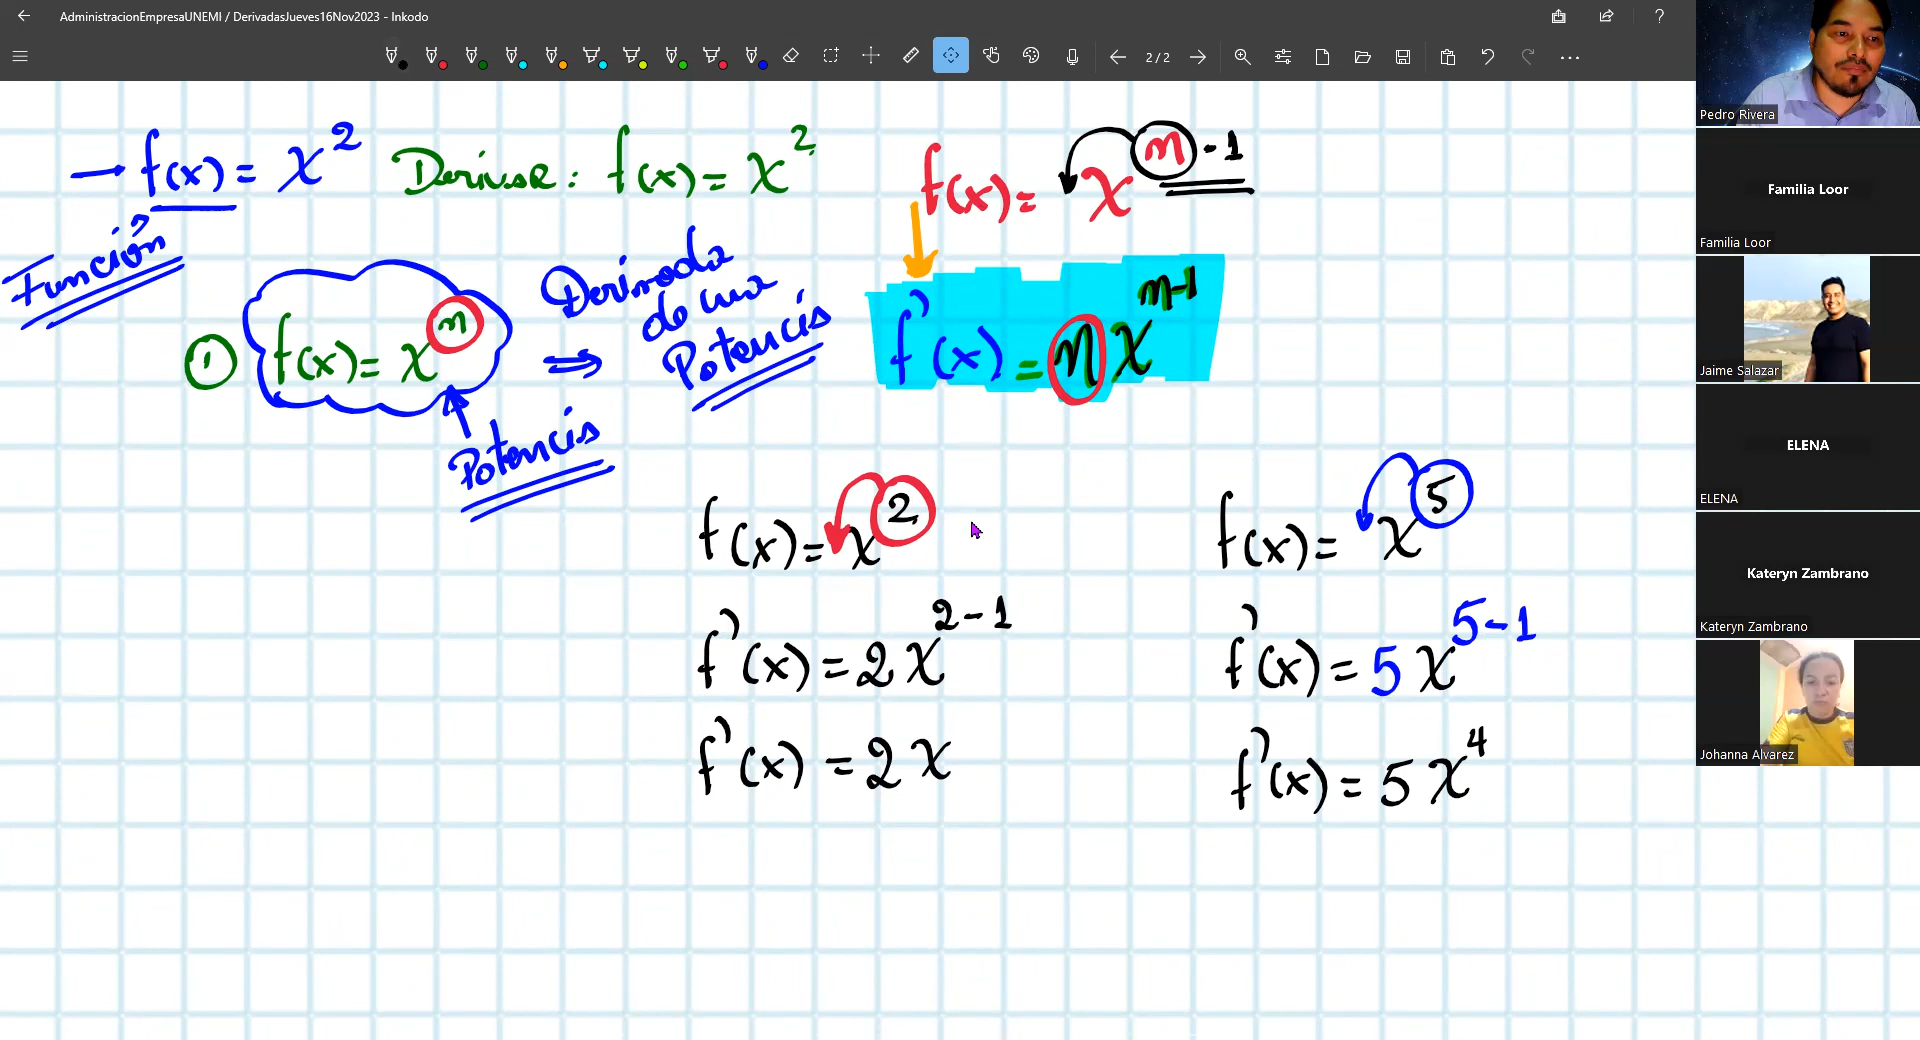 AdministracionEmpresaUNEMI / DerivadasJueves16Nov2023 - Inkodo
2/2
→ f(x) = x²
Derivar: f(x) = x²
f(x) = x^n - 1
Función
① f(x) = x^n
⇒
Derivada
de una
Potencia
f'(x) = n x^n-1
Potencia
f(x) = x²
f'(x) = 2x^2-1
f'(x) = 2x
f(x) = x⁵
f'(x) = 5x^5-1
f'(x) = 5x⁴
Pedro Rivera
Familia Loor
Familia Loor
Jaime Salazar
ELENA
ELENA
Kateryn Zambrano
Kateryn Zambrano
Johanna Alvarez